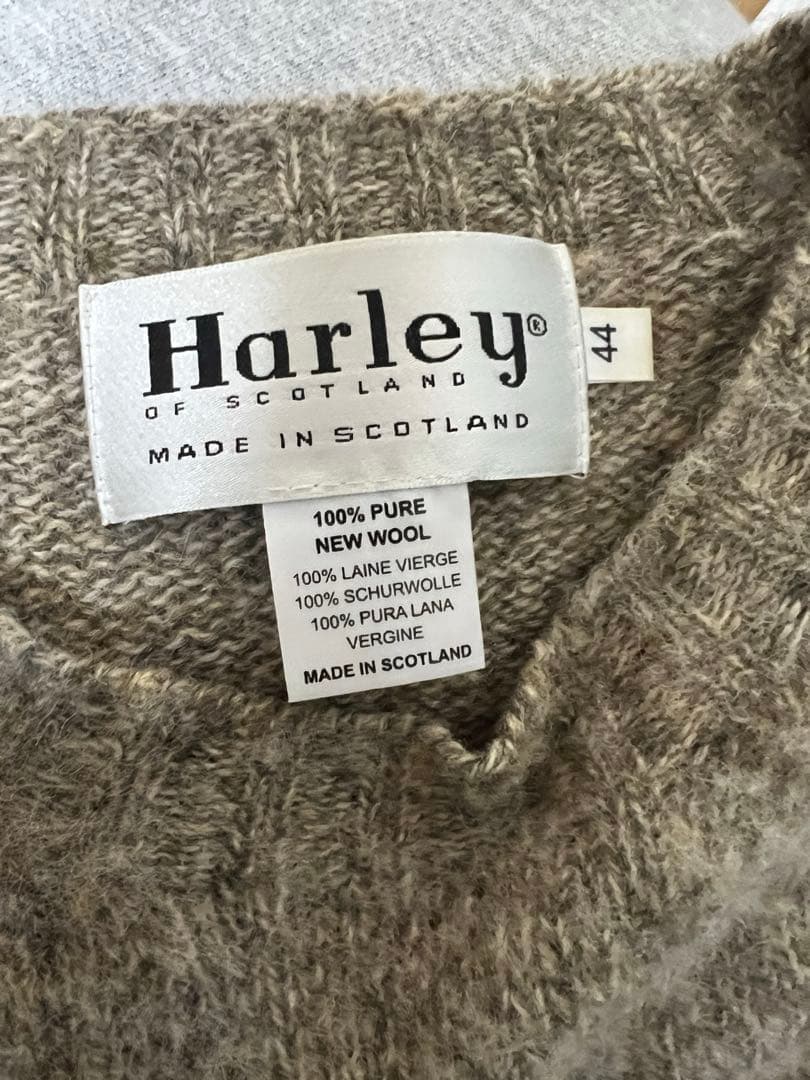 Harley®
OF SCOTLAND
MADE IN SCOTLAND
44
100% PURE
NEW WOOL
100% LAINE VIERGE
100% SCHURWOLLE
100% PURA LANA
VERGINE
MADE IN SCOTLAND